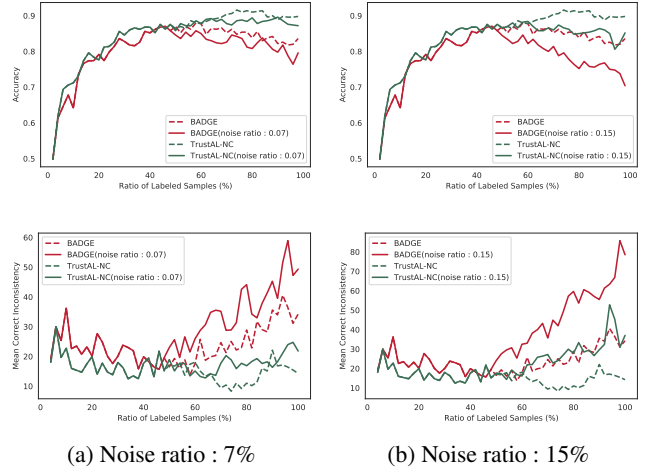 0.9
0.8
0.7
0.6
0.5
Accuracy
BADGE
BADGE(noise ratio : 0.07)
TrustAL-NC
TrustAL-NC(noise ratio : 0.07)
0 20 40 60 80 100
Ratio of Labeled Samples (%)
0.9
0.8
0.7
0.6
0.5
Accuracy
BADGE
BADGE(noise ratio : 0.15)
TrustAL-NC
TrustAL-NC(noise ratio : 0.15)
0 20 40 60 80 100
Ratio of Labeled Samples (%)
60
50
40
30
20
10
Mean Correct Inconsistency
BADGE
BADGE(noise ratio : 0.07)
TrustAL-NC
TrustAL-NC(noise ratio : 0.07)
0 20 40 60 80 100
Ratio of Labeled Samples (%)
80
70
60
50
40
30
20
10
Mean Correct Inconsistency
BADGE
BADGE(noise ratio : 0.15)
TrustAL-NC
TrustAL-NC(noise ratio : 0.15)
0 20 40 60 80 100
Ratio of Labeled Samples (%)
(a) Noise ratio : 7%
(b) Noise ratio : 15%